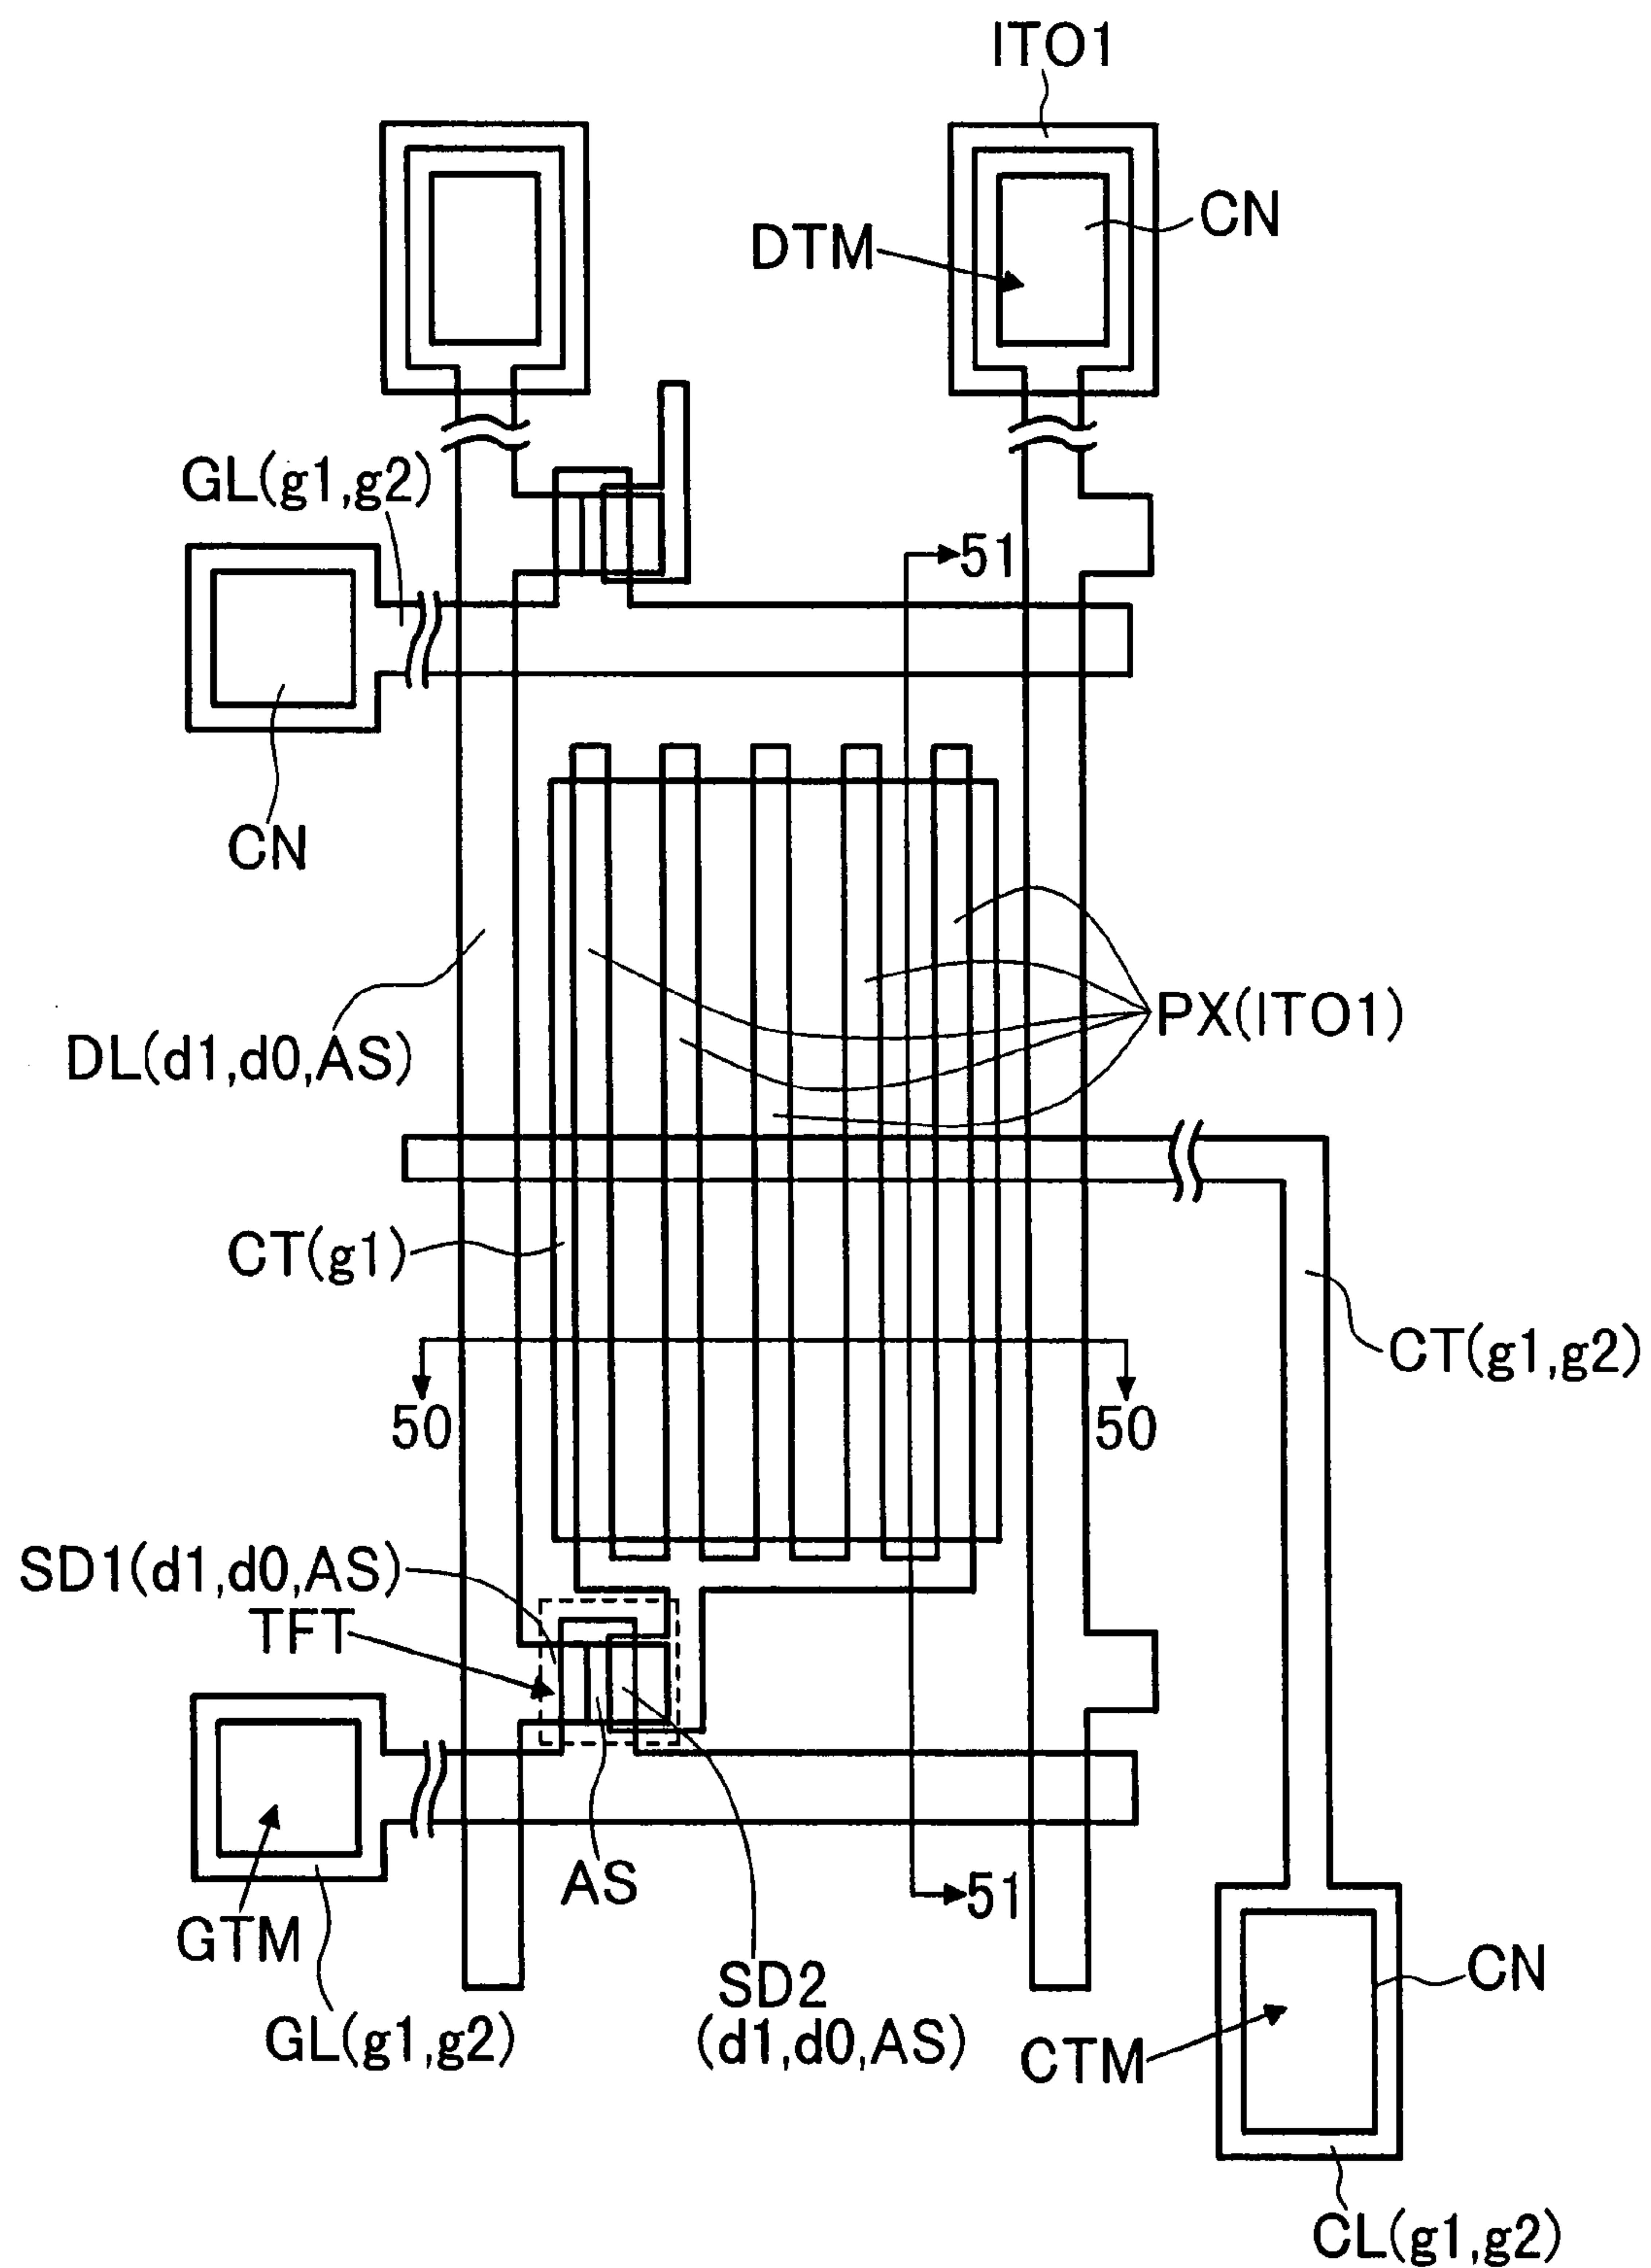 ITO1
CN
DTM
GL(g1,g2)
51
CN
PX(ITO1)
DL(d1,d0,AS)
CT(g1)
CT(g1,g2)
50
50
SD1(d1,d0,AS)
TFT
AS
51
GTM
SD2
(d1,d0,AS)
CN
GL(g1,g2)
CTM
CL(g1,g2)